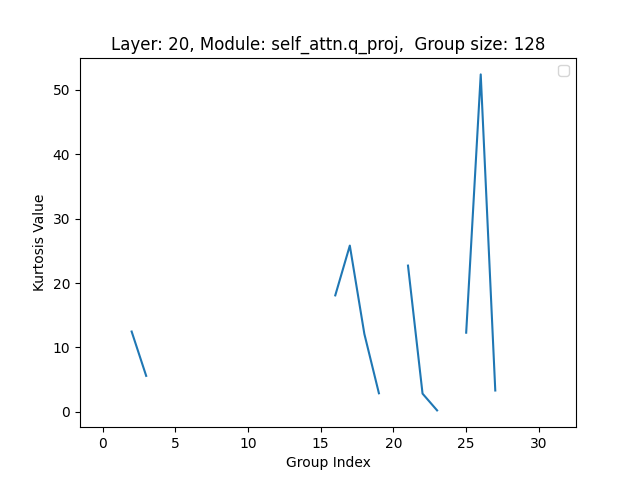 Layer: 20, Module: self_attn.q_proj,  Group size: 128
50
40
30
20
10
0
Kurtosis Value
0 5 10 15 20 25 30
Group Index